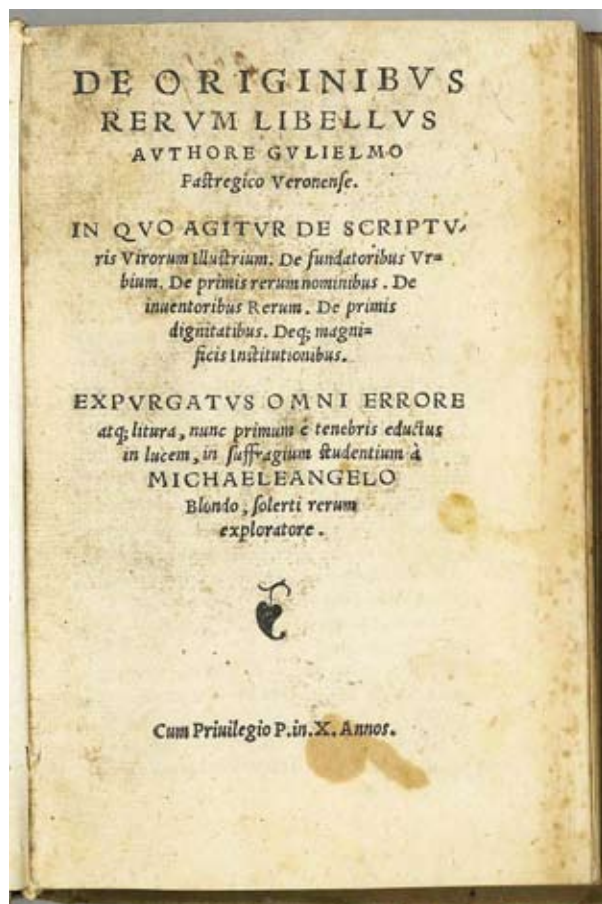 DE ORIGINIBVS
RERVM LIBELLVS
AVTHORE GVLIELMO
Pastregico Veronense.
IN QVO AGITVR DE SCRIPTV-
ris Virorum Illustrium. De fundatoribus Vr=
bium. De primis rerum nominibus. De
inuentoribus Rerum. De primis
dignitatibus. Deq; magni=
ficis Institutionibus.
EXPVRGATVS OMNI ERRORE
atq; litura, nunc primum è tenebris eductus
in lucem, in suffragium studentium à
MICHAELEANGELO
Blondo, solerti rerum
exploratore.
Cum Priuilegio P. in. X. Annos.